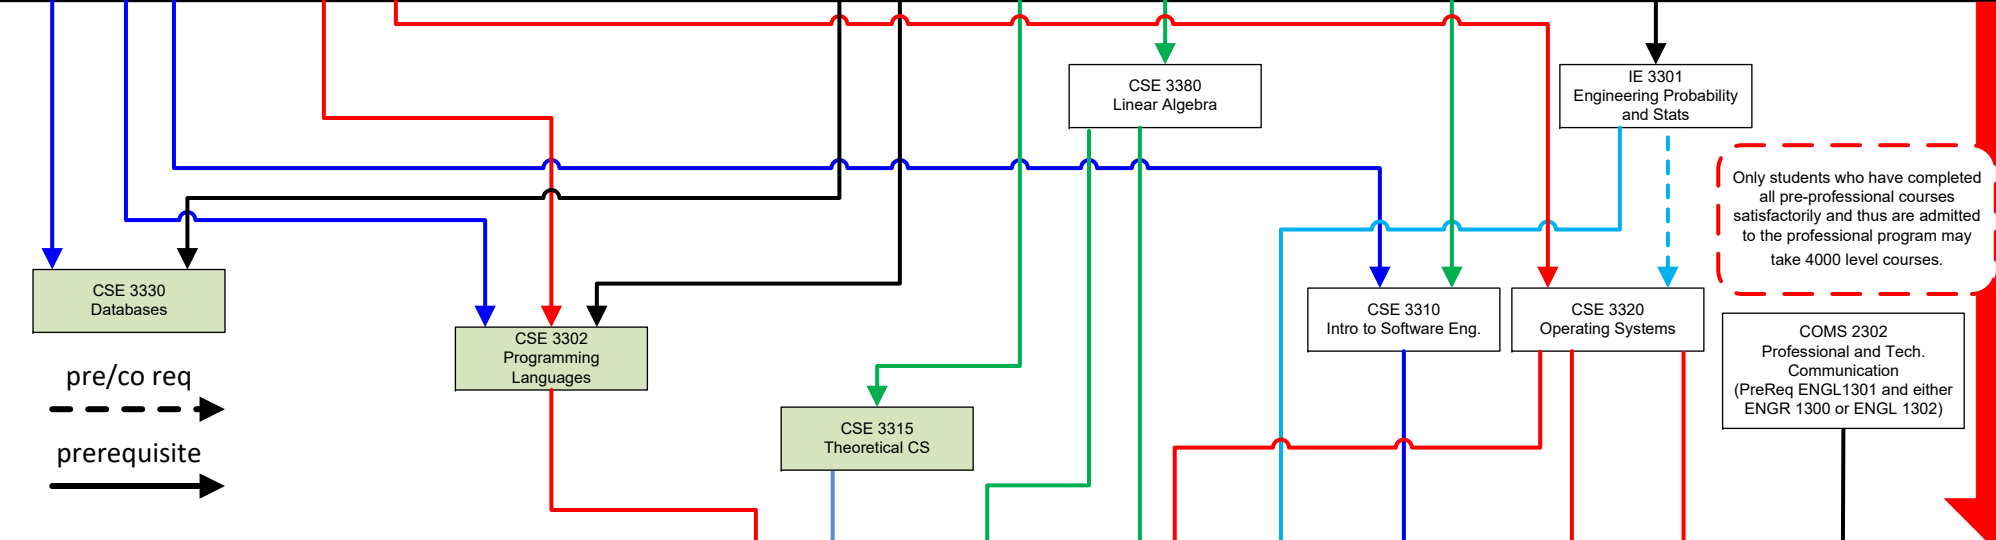 CSE 3380
Linear Algebra
IE 3301
Engineering Probability
and Stats
Only students who have completed
all pre-professional courses
satisfactorily and thus are admitted
to the professional program may
take 4000 level courses.
CSE 3330
Databases
CSE 3310
Intro to Software Eng.
CSE 3320
Operating Systems
COMS 2302
Professional and Tech.
Communication
(PreReq ENGL1301 and either
ENGR 1300 or ENGL 1302)
CSE 3302
Programming
Languages
pre/co req
CSE 3315
Theoretical CS
prerequisite